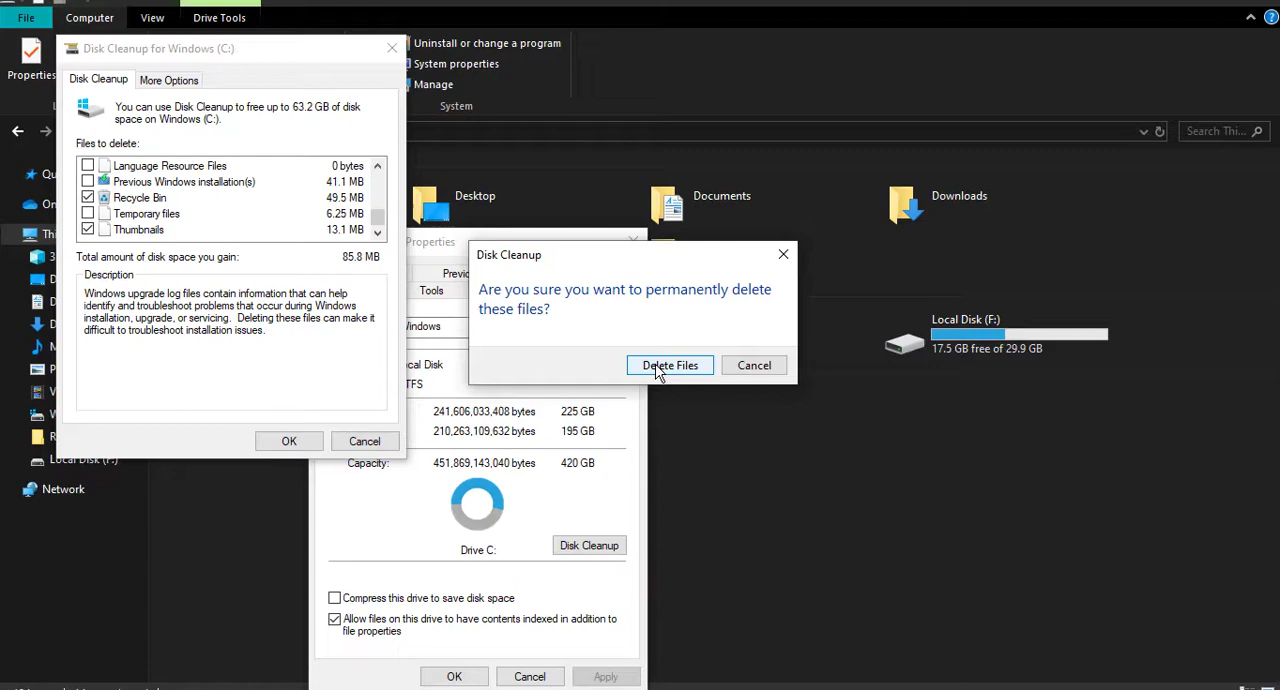 File Computer View Drive Tools
Disk Cleanup for Windows (C:)
Uninstall or change a program
System properties
Manage
Properties
System
Disk Cleanup More Options
You can use Disk Cleanup to free up to 63.2 GB of disk
space on Windows (C:).
Files to delete:
Language Resource Files 0 bytes
Previous Windows installation(s) 41.1 MB
Recycle Bin 49.5 MB
Temporary files 6.25 MB
Thumbnails 13.1 MB
Total amount of disk space you gain: 85.8 MB
Description
Windows upgrade log files contain information that can help
identify and troubleshoot problems that occur during Windows
installation, upgrade, or servicing. Deleting these files can make it
difficult to troubleshoot installation issues.
OK Cancel
Search Thi...
Desktop Documents Downloads
Properties
Tools
Disk Cleanup
Are you sure you want to permanently delete
these files?
Delete Files Cancel
Local Disk (F:)
17.5 GB free of 29.9 GB
241,606,033,408 bytes 225 GB
210,263,109,632 bytes 195 GB
Capacity: 451,869,143,040 bytes 420 GB
Drive C: Disk Cleanup
Compress this drive to save disk space
Allow files on this drive to have contents indexed in addition to
file properties
OK Cancel Apply
Local Disk (F:)
Network